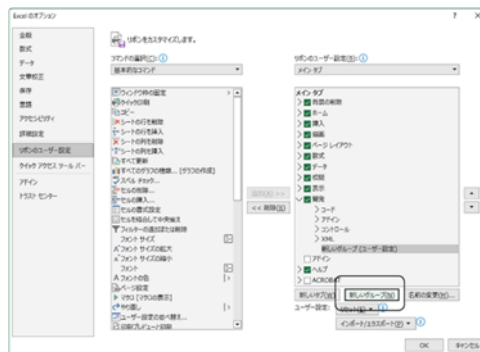 Excel のオプション
? ×
全般
数式
データ
文章校正
保存
言語
アクセシビリティ
詳細設定
リボンのユーザー設定
クイック アクセス ツール バー
アドイン
トラスト センター
リボンをカスタマイズします。
コマンドの選択(C):
基本的なコマンド
ウィンドウ枠の固定
クイック印刷
コピー
シートの行を削除
シートの行を挿入
シートの列を削除
シートの列を挿入
すべて更新
すべてのグラフの種類... [グラフの作成]
スペル チェック...
セルの削除...
セルの挿入...
セルの書式設定
セルを結合して中央揃え
フィルターの追加または削除
フォント サイズ
フォント サイズの拡大
フォント サイズの縮小
フォント
フォントの色
ページ設定
マクロ [マクロの表示]
やり直し
ユーザー設定の並べ替え...
印刷プレビューと印刷
追加(A) >>
<< 削除(R)
リボンのユーザー設定(B):
メイン タブ
メイン タブ
背景の削除
ホーム
挿入
描画
ページ レイアウト
数式
データ
校閲
表示
開発
コード
アドイン
コントロール
XML
新しいグループ (ユーザー設定)
アドイン
ヘルプ
ACROBAT
新しいタブ(W)
新しいグループ(N)
名前の変更(M)...
ユーザー設定:
リセット(E)
インポート/エクスポート(P)
OK
キャンセル